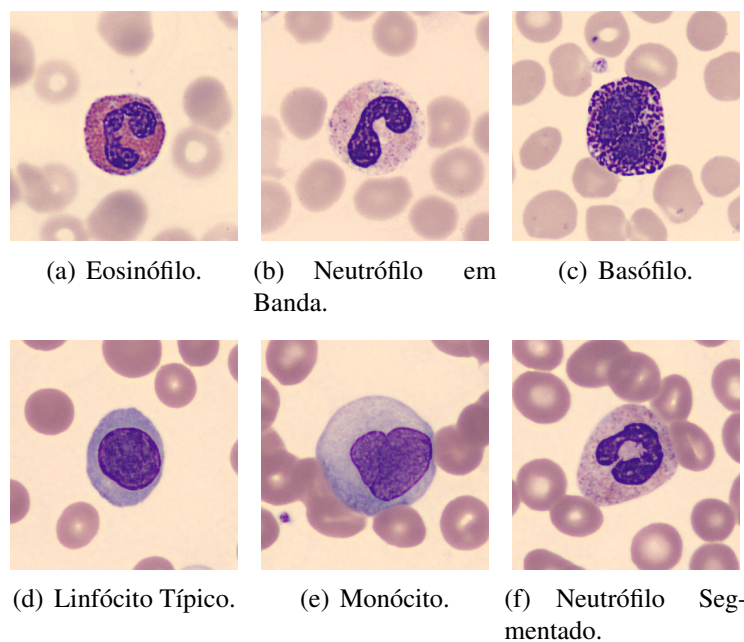 (a) Eosinófilo.
(b) Neutrófilo em
Banda.
(c) Basófilo.
(d) Linfócito Típico.
(e) Monócito.
(f) Neutrófilo Seg-
mentado.